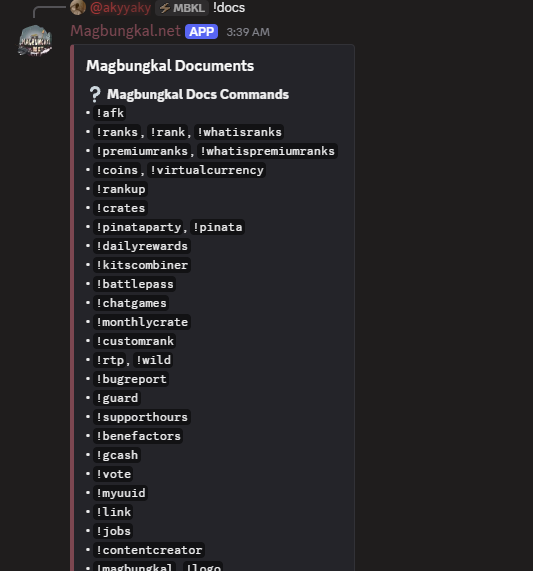 @akyyaky MBKL !docs
Magbungkal.net APP 3:39 AM
Magbungkal Documents
? Magbungkal Docs Commands
• !afk
• !ranks, !rank, !whatisranks
• !premiumranks, !whatispremiumranks
• !coins, !virtualcurrency
• !rankup
• !crates
• !pinataparty, !pinata
• !dailyrewards
• !kitscombiner
• !battlepass
• !chatgames
• !monthlycrate
• !customrank
• !rtp, !wild
• !bugreport
• !guard
• !supporthours
• !benefactors
• !gcash
• !vote
• !myuuid
• !link
• !jobs
• !contentcreator
• !magbungkal, !logo